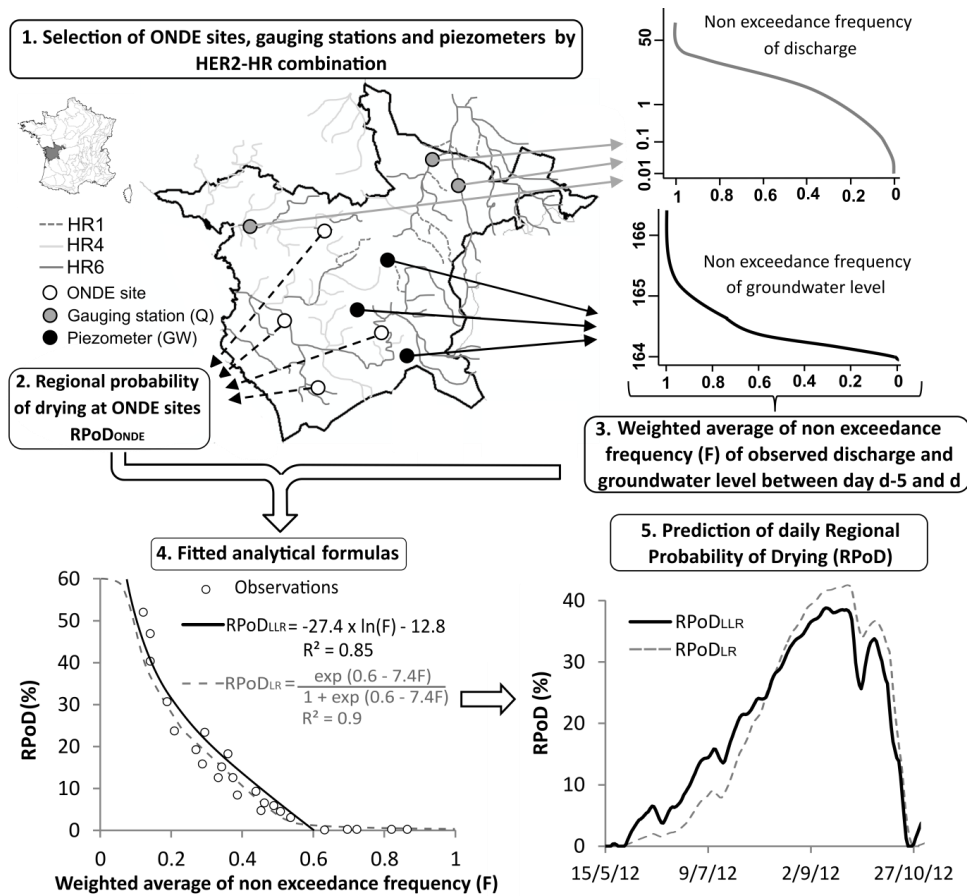 1. Selection of ONDE sites, gauging stations and piezometers by
HER2-HR combination
HR1
HR4
HR6
ONDE site
Gauging station (Q)
Piezometer (GW)
Non exceedance frequency
of discharge
50
1
0.1
0.01
1 0.8 0.6 0.4 0.2 0
Non exceedance frequency
of groundwater level
166
165
164
1 0.8 0.6 0.4 0.2 0
2. Regional probability
of drying at ONDE sites
RPoDONDE
3. Weighted average of non exceedance
frequency (F) of observed discharge and
groundwater level between day d-5 and d
4. Fitted analytical formulas
Observations
RPoDLLR = -27.4 x ln(F) - 12.8
R² = 0.85
RPoDLR = exp (0.6 - 7.4F)
1 + exp (0.6 - 7.4F)
R² = 0.9
RPoD(%)
60
50
40
30
20
10
0
0 0.2 0.4 0.6 0.8 1
Weighted average of non exceedance frequency (F)
5. Prediction of daily Regional
Probability of Drying (RPoD)
RPoDLLR
RPoDLR
RPoD (%)
40
30
20
10
0
15/5/12 9/7/12 2/9/12 27/10/12